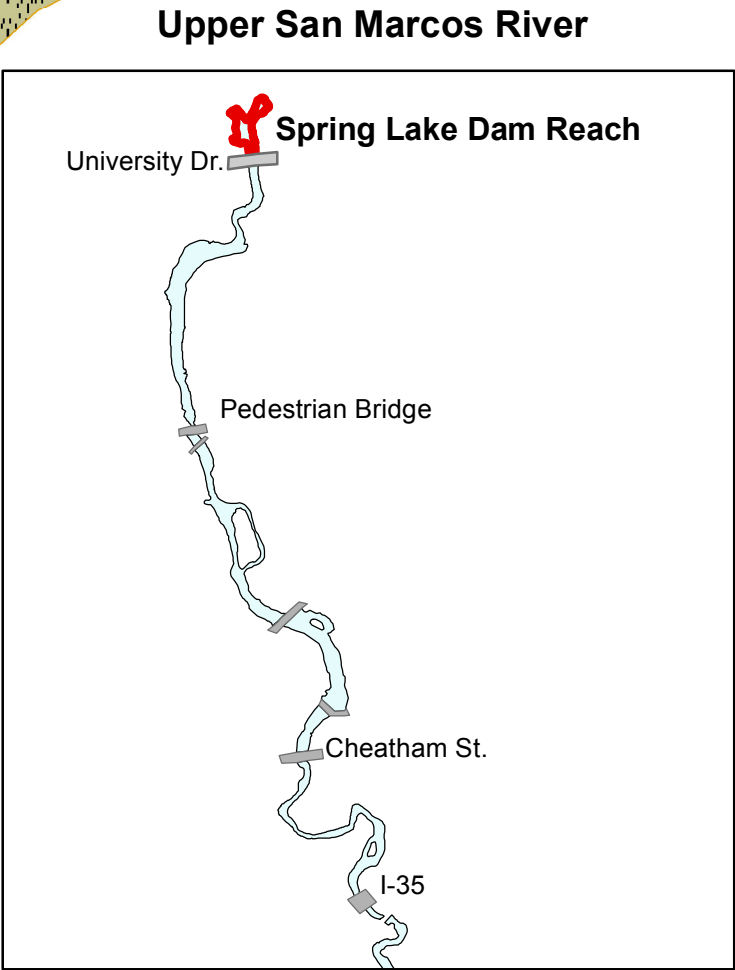 Upper San Marcos River
Spring Lake Dam Reach
University Dr.
Pedestrian Bridge
Cheatham St.
I-35